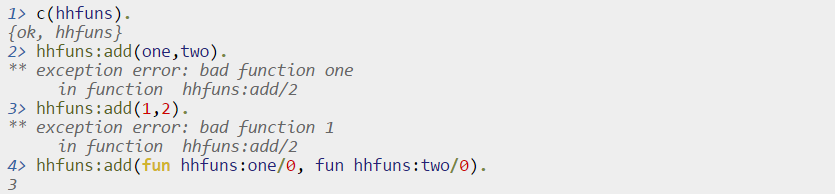 1> c(hhfuns).
{ok, hhfuns}
2> hhfuns:add(one,two).
** exception error: bad function one
in function  hhfuns:add/2
3> hhfuns:add(1,2).
** exception error: bad function 1
in function  hhfuns:add/2
4> hhfuns:add(fun hhfuns:one/0, fun hhfuns:two/0).
3